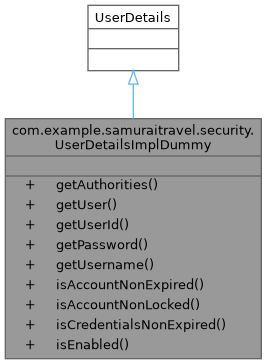 UserDetails
com.example.samuraitravel.security.
UserDetailsImplDummy
+ getAuthorities()
+ getUser()
+ getUserId()
+ getPassword()
+ getUsername()
+ isAccountNonExpired()
+ isAccountNonLocked()
+ isCredentialsNonExpired()
+ isEnabled()